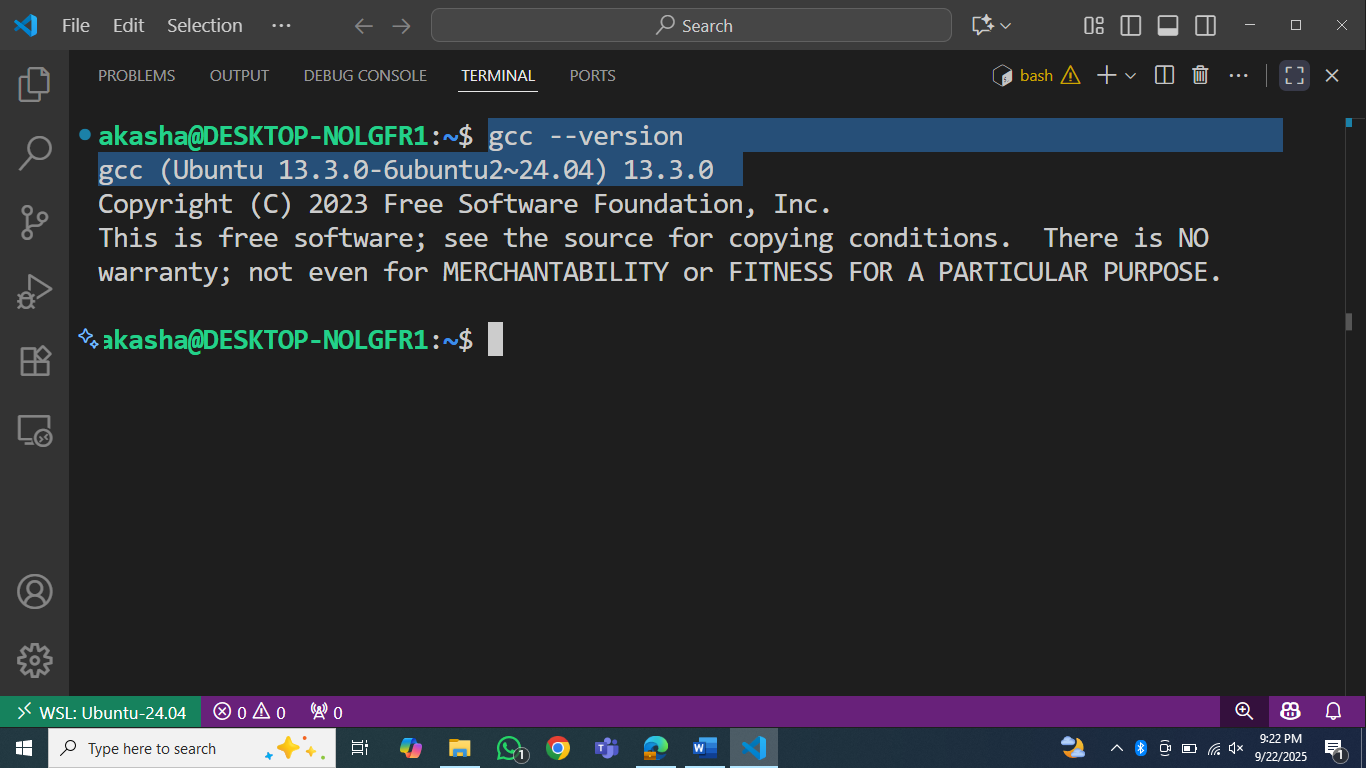 File Edit Selection ··· Search
PROBLEMS OUTPUT DEBUG CONSOLE TERMINAL PORTS bash
akasha@DESKTOP-NOLGFR1:~$ gcc --version
gcc (Ubuntu 13.3.0-6ubuntu2~24.04) 13.3.0
Copyright (C) 2023 Free Software Foundation, Inc.
This is free software; see the source for copying conditions.  There is NO
warranty; not even for MERCHANTABILITY or FITNESS FOR A PARTICULAR PURPOSE.
akasha@DESKTOP-NOLGFR1:~$
WSL: Ubuntu-24.04 0 0 0
Type here to search 1 9:22 PM
9/22/2025 1